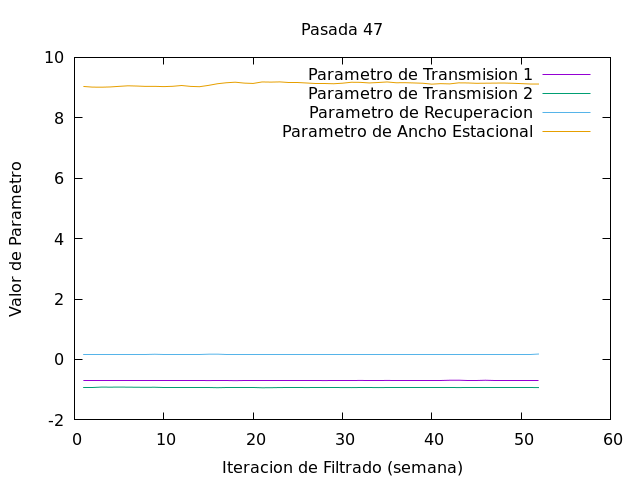 Pasada 47
10
8
6
4
2
0
-2
Valor de Parametro
Parametro de Transmision 1
Parametro de Transmision 2
Parametro de Recuperacion
Parametro de Ancho Estacional
0 10 20 30 40 50 60
Iteracion de Filtrado (semana)